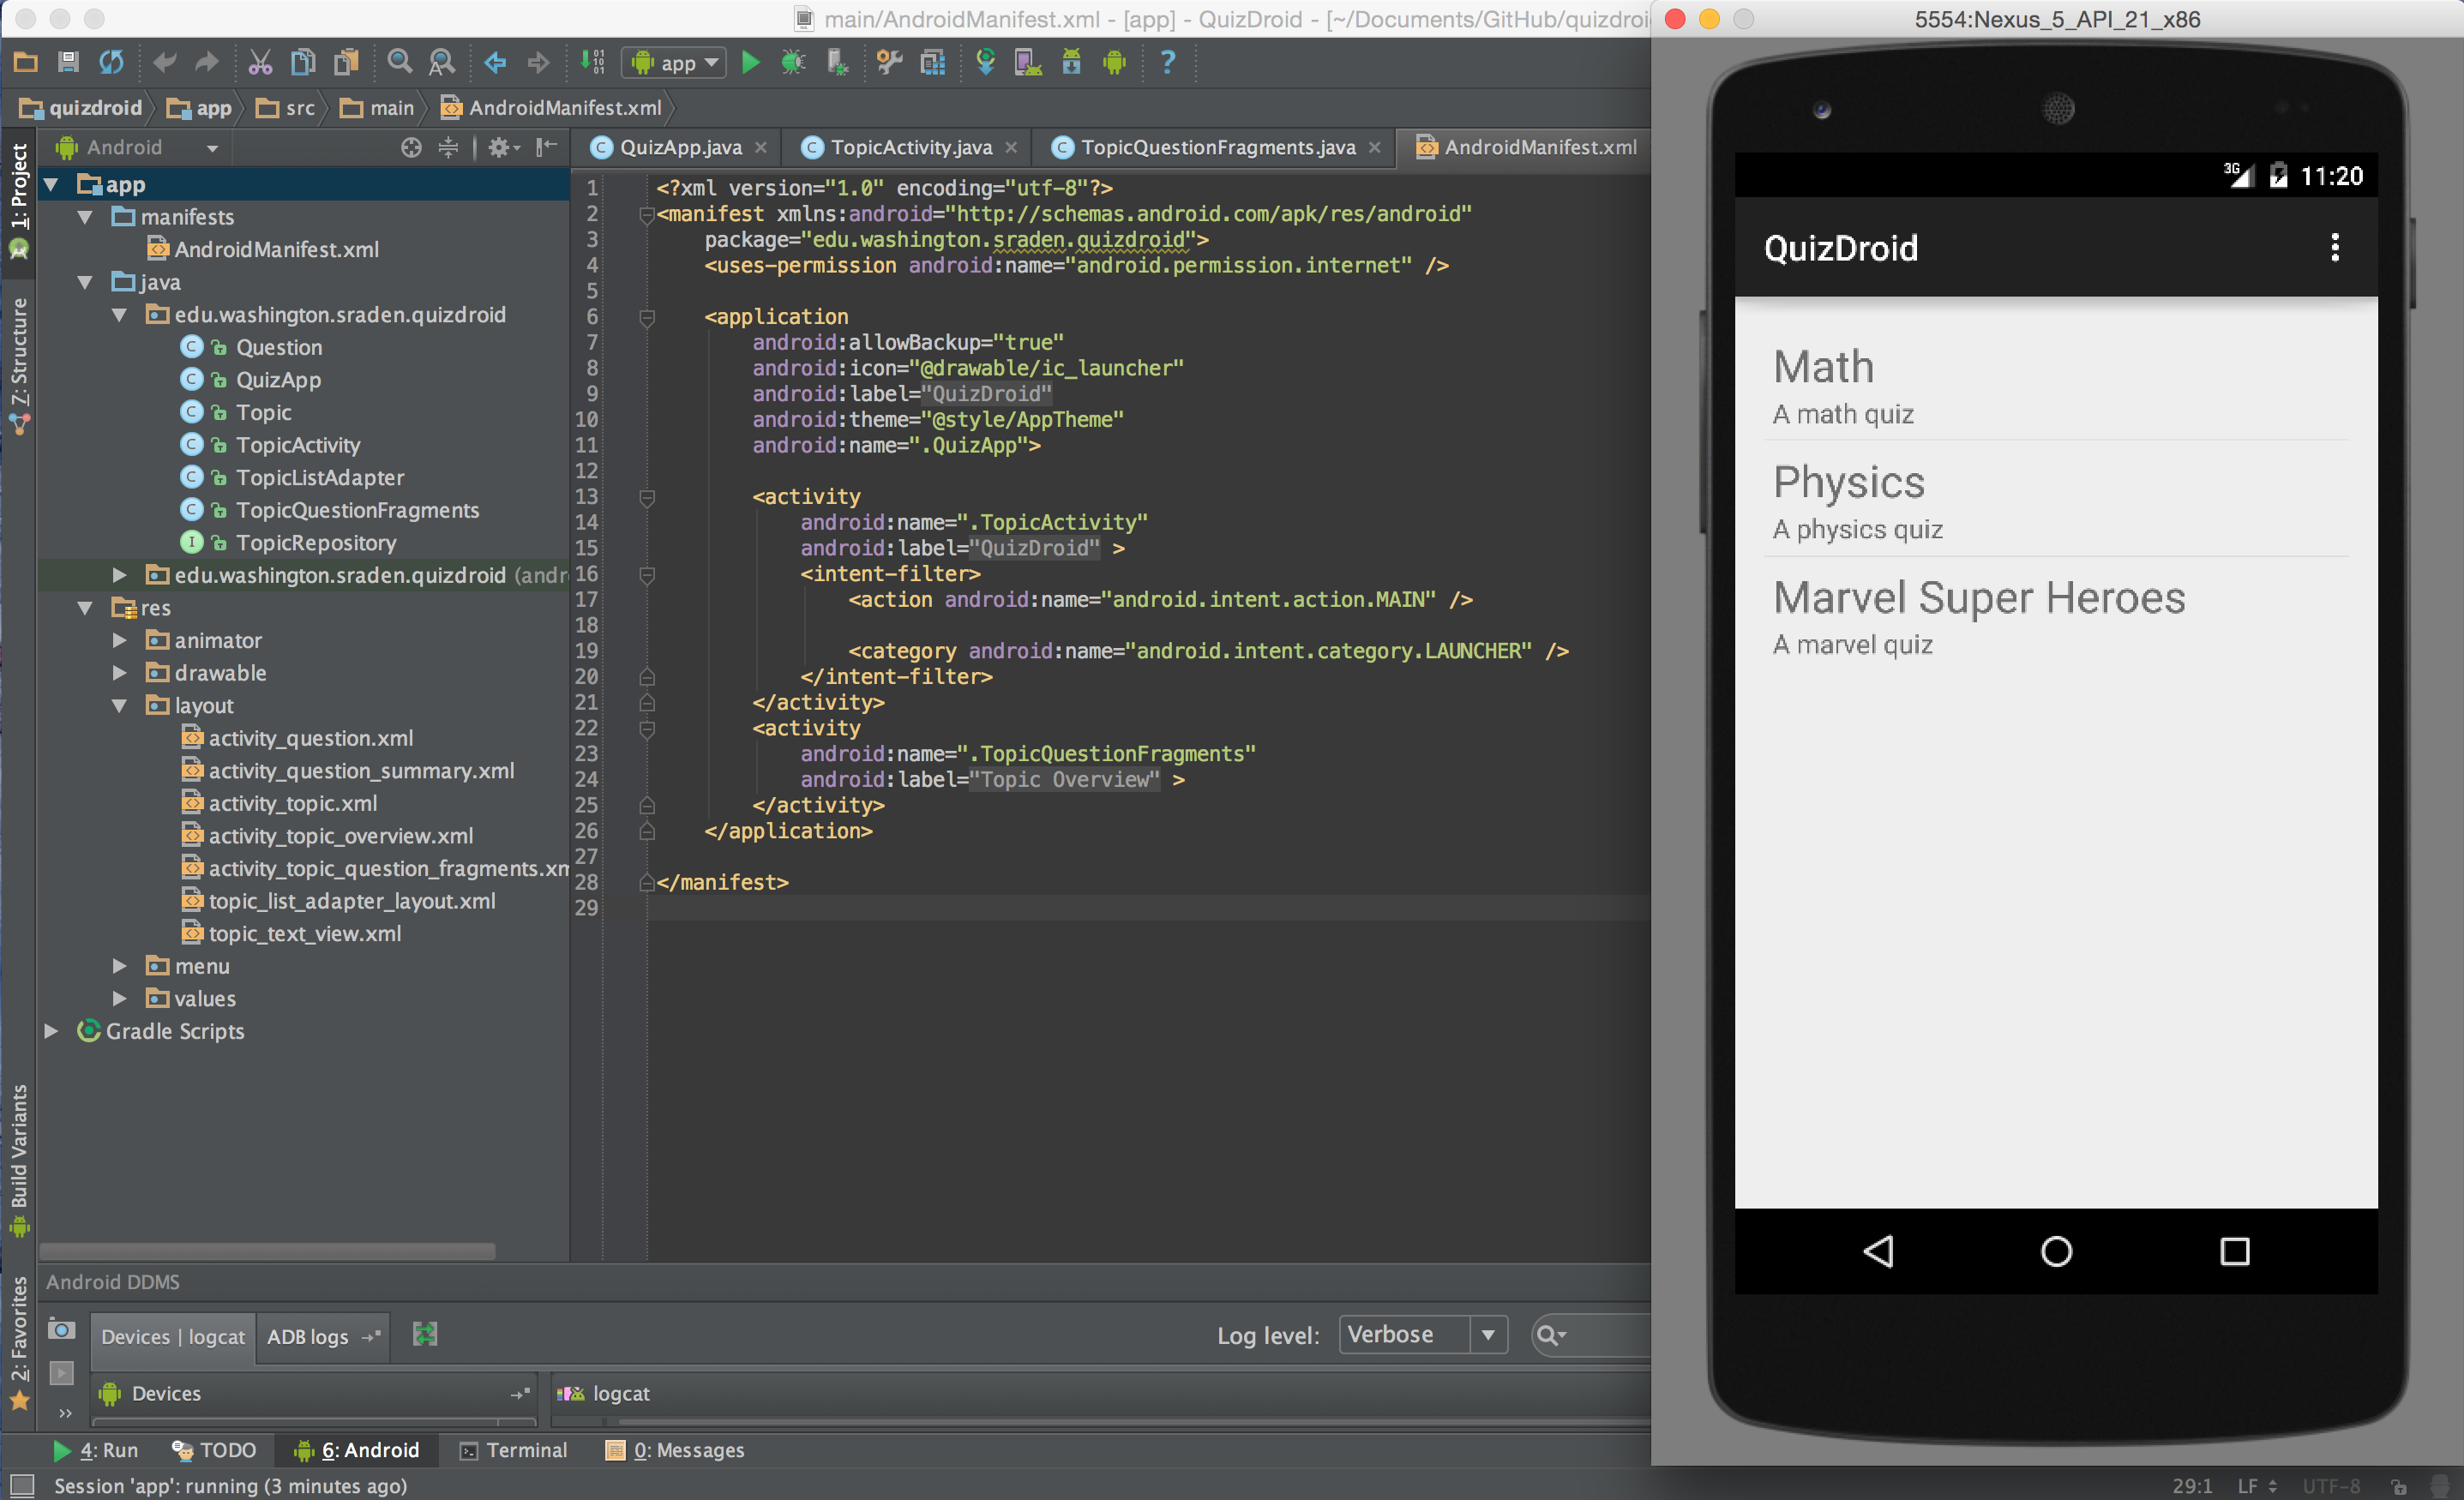 main/AndroidManifest.xml - [app] - QuizDroid - [~/Documents/GitHub/quizdroi
app
quizdroid app src main AndroidManifest.xml
1: Project
7: Structure
Build Variants
2: Favorites
Android
app
manifests
AndroidManifest.xml
java
edu.washington.sraden.quizdroid
Question
QuizApp
Topic
TopicActivity
TopicListAdapter
TopicQuestionFragments
TopicRepository
edu.washington.sraden.quizdroid (andr
res
animator
drawable
layout
activity_question.xml
activity_question_summary.xml
activity_topic.xml
activity_topic_overview.xml
activity_topic_question_fragments.xm
topic_list_adapter_layout.xml
topic_text_view.xml
menu
values
Gradle Scripts
QuizApp.java TopicActivity.java TopicQuestionFragments.java AndroidManifest.xml
1 <?xml version="1.0" encoding="utf-8"?>
2 <manifest xmlns:android="http://schemas.android.com/apk/res/android"
3 package="edu.washington.sraden.quizdroid">
4 <uses-permission android:name="android.permission.internet" />
5
6 <application
7 android:allowBackup="true"
8 android:icon="@drawable/ic_launcher"
9 android:label="QuizDroid"
10 android:theme="@style/AppTheme"
11 android:name=".QuizApp">
12
13 <activity
14 android:name=".TopicActivity"
15 android:label="QuizDroid" >
16 <intent-filter>
17 <action android:name="android.intent.action.MAIN" />
18
19 <category android:name="android.intent.category.LAUNCHER" />
20 </intent-filter>
21 </activity>
22 <activity
23 android:name=".TopicQuestionFragments"
24 android:label="Topic Overview" >
25 </activity>
26 </application>
27
28 </manifest>
29
Android DDMS
Devices | logcat ADB logs Log level: Verbose
Devices logcat
4: Run TODO 6: Android Terminal 0: Messages
Session 'app': running (3 minutes ago) 29:1 LF UTF-8
5554:Nexus_5_API_21_x86
3G 11:20
QuizDroid
Math
A math quiz
Physics
A physics quiz
Marvel Super Heroes
A marvel quiz